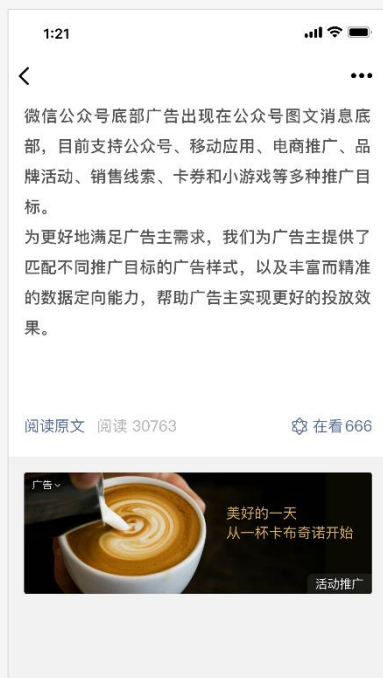 1:21
微信公众号底部广告出现在公众号图文消息底
部，目前支持公众号、移动应用、电商推广、品
牌活动、销售线索、卡券和小游戏等多种推广目
标。
为更好地满足广告主需求，我们为广告主提供了
匹配不同推广目标的广告样式，以及丰富而精准
的数据定向能力，帮助广告主实现更好的投放效
果。
阅读原文 阅读 30763 在看 666
广告
美好的一天
从一杯卡布奇诺开始
活动推广